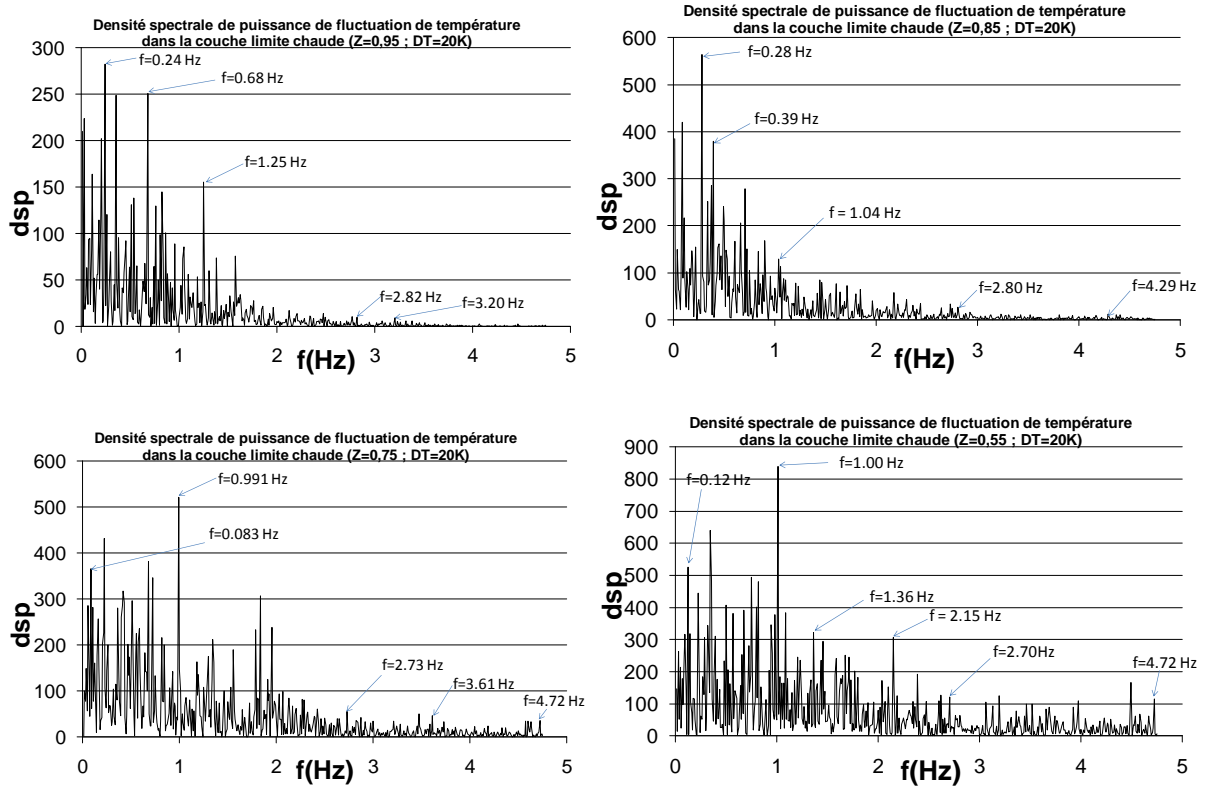 Densité spectrale de puissance de fluctuation de température
dans la couche limite chaude (Z=0,95 ; DT=20K)
300
250
200
150
100
50
0
dsp
f=0.24 Hz
f=0.68 Hz
f=1.25 Hz
f=2.82 Hz
f=3.20 Hz
0 1 2 3 4 5
f(Hz)
Densité spectrale de puissance de fluctuation de température
dans la couche limite chaude (Z=0,85 ; DT=20K)
600
500
400
300
200
100
0
dsp
f=0.28 Hz
f=0.39 Hz
f = 1.04 Hz
f=2.80 Hz
f=4.29 Hz
0 1 2 3 4 5
f(Hz)
Densité spectrale de puissance de fluctuation de température
dans la couche limite chaude (Z=0,75 ; DT=20K)
600
500
400
300
200
100
0
dsp
f=0.991 Hz
f=0.083 Hz
f=2.73 Hz
f=3.61 Hz
f=4.72 Hz
0 1 2 3 4 5
f(Hz)
Densité spectrale de puissance de fluctuation de température
dans la couche limite chaude (Z=0,55 ; DT=20K)
900
800
700
600
500
400
300
200
100
0
dsp
f=1.00 Hz
f=0.12 Hz
f=1.36 Hz
f = 2.15 Hz
f=2.70Hz
f=4.72 Hz
0 1 2 3 4 5
f(Hz)